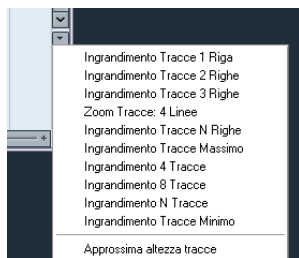 Ingrandimento Tracce 1 Riga
Ingrandimento Tracce 2 Righe
Ingrandimento Tracce 3 Righe
Zoom Tracce: 4 Linee
Ingrandimento Tracce N Righe
Ingrandimento Tracce Massimo
Ingrandimento 4 Tracce
Ingrandimento 8 Tracce
Ingrandimento N Tracce
Ingrandimento Tracce Minimo
Approssima altezza tracce